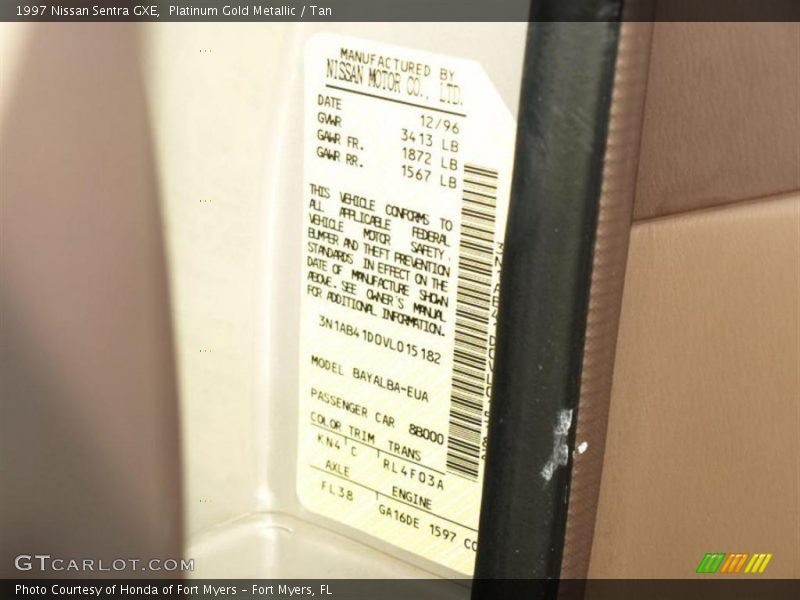 1997 Nissan Sentra GXE,  Platinum Gold Metallic / Tan
MANUFACTURED BY
NISSAN MOTOR CO., LTD.
DATE 12/96
GVWR 3413 LB
GAWR FR. 1872 LB
GAWR RR. 1567 LB
THIS VEHICLE CONFORMS TO
ALL APPLICABLE FEDERAL
VEHICLE MOTOR SAFETY,
BUMPER AND THEFT PREVENTION
STANDARDS IN EFFECT ON THE
DATE OF MANUFACTURE SHOWN
ABOVE. SEE OWNER'S MANUAL
FOR ADDITIONAL INFORMATION.
3N1AB41D0VL015182
MODEL BAYALBA-EUA
PASSENGER CAR 8B000
COLOR TRIM TRANS
KN4 C RL4F03A
AXLE ENGINE
FL38 GA16DE 1597 CC
GTCARLOT.COM
Photo Courtesy of Honda of Fort Myers – Fort Myers, FL